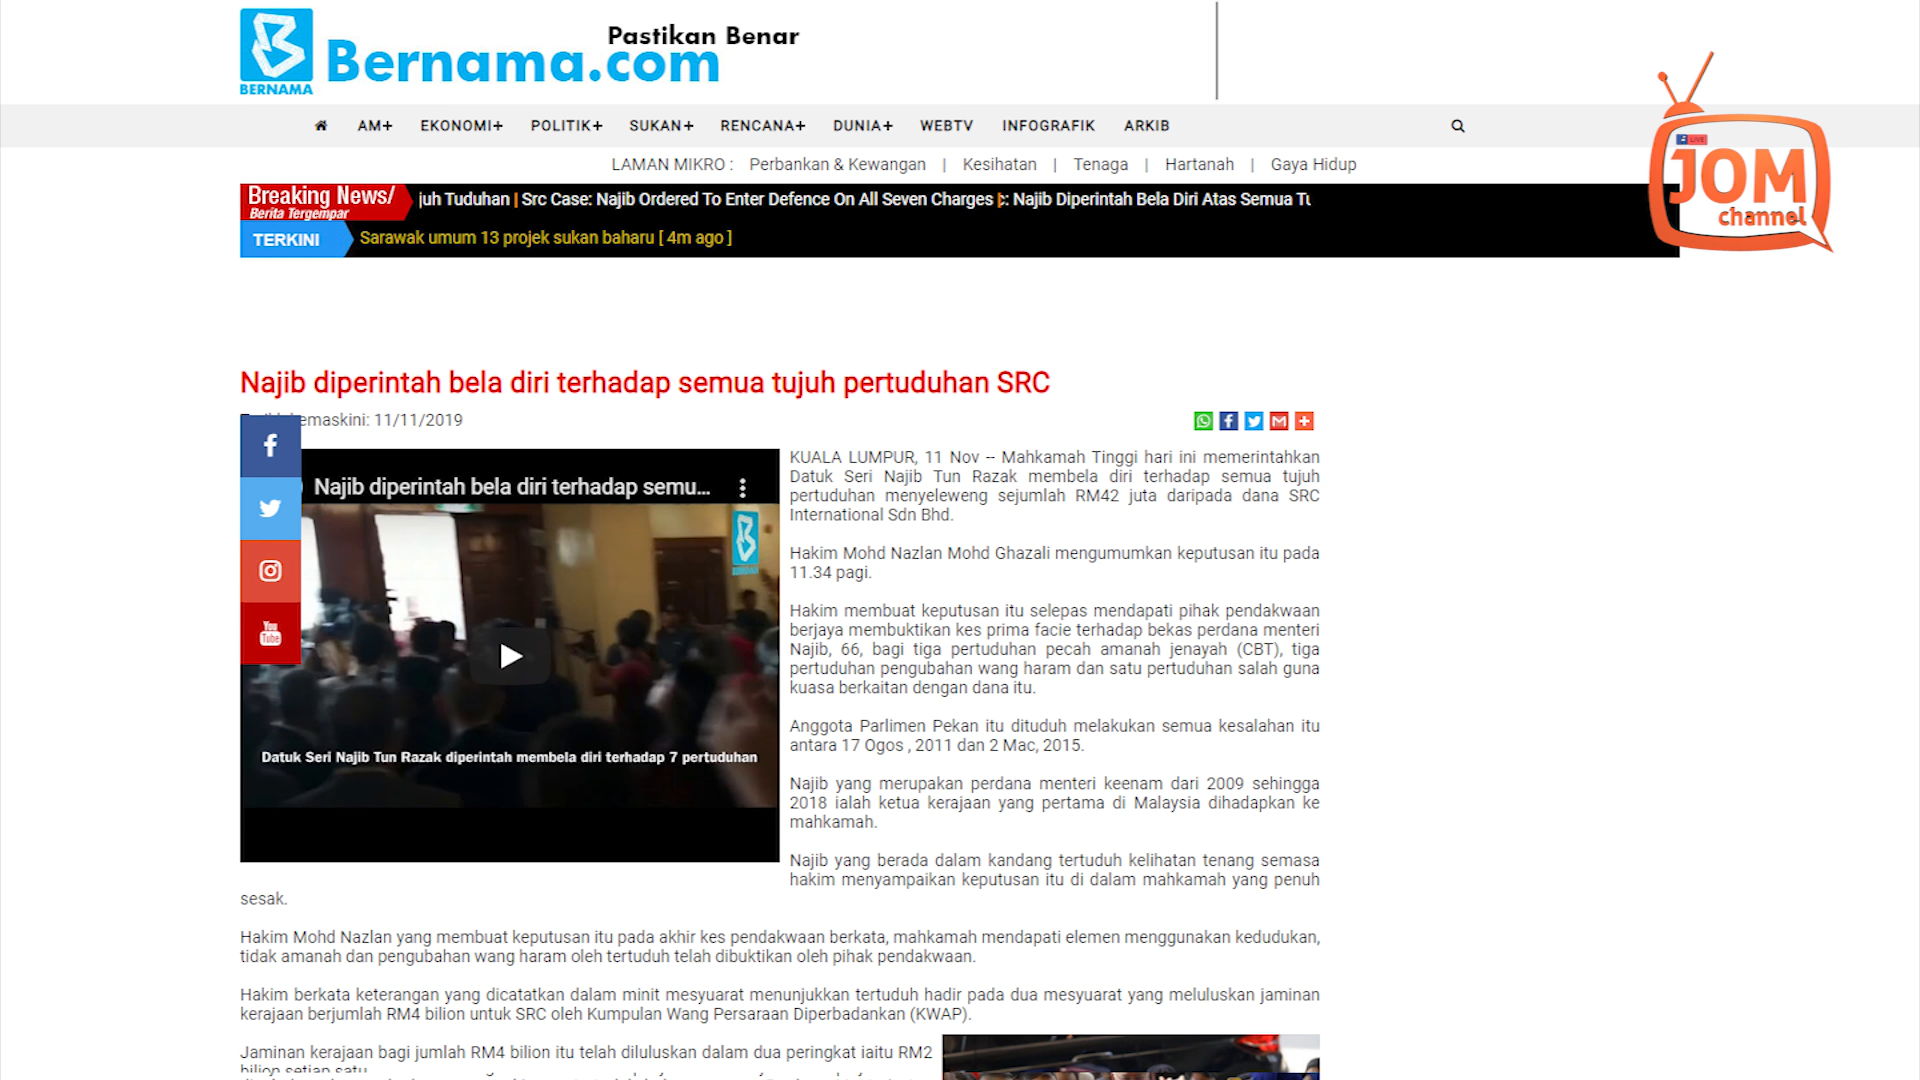 Pastikan Benar
Bernama.com
BERNAMA
AM+ EKONOMI+ POLITIK+ SUKAN+ RENCANA+ DUNIA+ WEBTV INFOGRAFIK ARKIB
LIVE
JOM
channel
LAMAN MIKRO : Perbankan & Kewangan | Kesihatan | Tenaga | Hartanah | Gaya Hidup
Breaking News/
Berita Tergempar
juh Tuduhan | Src Case: Najib Ordered To Enter Defence On All Seven Charges : Najib Diperintah Bela Diri Atas Semua Tu
TERKINI
Sarawak umum 13 projek sukan baharu [ 4m ago ]
Najib diperintah bela diri terhadap semua tujuh pertuduhan SRC
emaskini: 11/11/2019
Najib diperintah bela diri terhadap semu...
BERNAMA
You
Tube
Datuk Seri Najib Tun Razak diperintah membela diri terhadap 7 pertuduhan
KUALA LUMPUR, 11 Nov -- Mahkamah Tinggi hari ini memerintahkan
Datuk Seri Najib Tun Razak membela diri terhadap semua tujuh
pertuduhan menyeleweng sejumlah RM42 juta daripada dana SRC
International Sdn Bhd.
Hakim Mohd Nazlan Mohd Ghazali mengumumkan keputusan itu pada
11.34 pagi.
Hakim membuat keputusan itu selepas mendapati pihak pendakwaan
berjaya membuktikan kes prima facie terhadap bekas perdana menteri
Najib, 66, bagi tiga pertuduhan pecah amanah jenayah (CBT), tiga
pertuduhan pengubahan wang haram dan satu pertuduhan salah guna
kuasa berkaitan dengan dana itu.
Anggota Parlimen Pekan itu dituduh melakukan semua kesalahan itu
antara 17 Ogos , 2011 dan 2 Mac, 2015.
Najib yang merupakan perdana menteri keenam dari 2009 sehingga
2018 ialah ketua kerajaan yang pertama di Malaysia dihadapkan ke
mahkamah.
Najib yang berada dalam kandang tertuduh kelihatan tenang semasa
hakim menyampaikan keputusan itu di dalam mahkamah yang penuh
sesak.
Hakim Mohd Nazlan yang membuat keputusan itu pada akhir kes pendakwaan berkata, mahkamah mendapati elemen menggunakan kedudukan,
tidak amanah dan pengubahan wang haram oleh tertuduh telah dibuktikan oleh pihak pendakwaan.
Hakim berkata keterangan yang dicatatkan dalam minit mesyuarat menunjukkan tertuduh hadir pada dua mesyuarat yang meluluskan jaminan
kerajaan berjumlah RM4 bilion untuk SRC oleh Kumpulan Wang Persaraan Diperbadankan (KWAP).
Jaminan kerajaan bagi jumlah RM4 bilion itu telah diluluskan dalam dua peringkat iaitu RM2
bilion setiap satu